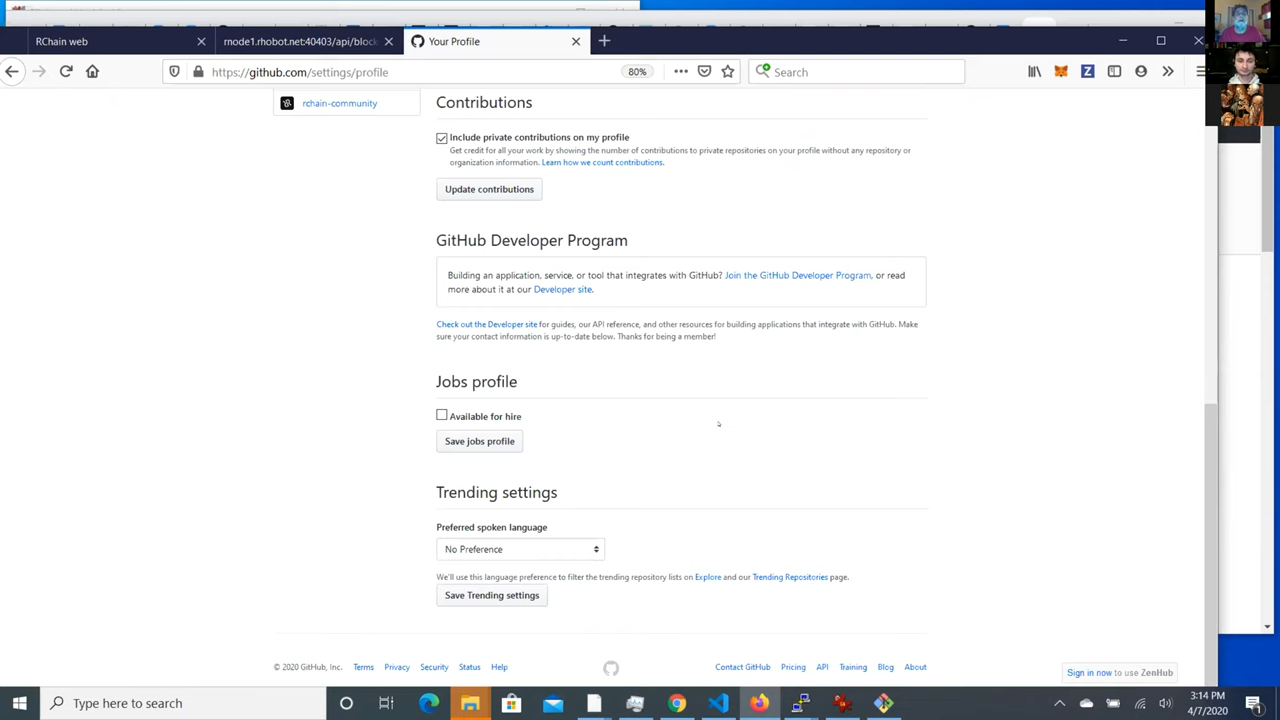 RChain web
rnode1.rhobot.net:40403/api/block
Your Profile
https://github.com/settings/profile
80%
Search
rchain-community
Contributions
Include private contributions on my profile
Get credit for all your work by showing the number of contributions to private repositories on your profile without any repository or
organization information. Learn how we count contributions.
Update contributions
GitHub Developer Program
Building an application, service, or tool that integrates with GitHub? Join the GitHub Developer Program, or read
more about it at our Developer site.
Check out the Developer site for guides, our API reference, and other resources for building applications that integrate with GitHub. Make
sure your contact information is up-to-date below. Thanks for being a member!
Jobs profile
Available for hire
Save jobs profile
Trending settings
Preferred spoken language
No Preference
We'll use this language preference to filter the trending repository lists on Explore and our Trending Repositories page.
Save Trending settings
© 2020 GitHub, Inc. Terms Privacy Security Status Help Contact GitHub Pricing API Training Blog About
Sign in now to use ZenHub
Type here to search
3:14 PM
4/7/2020
1